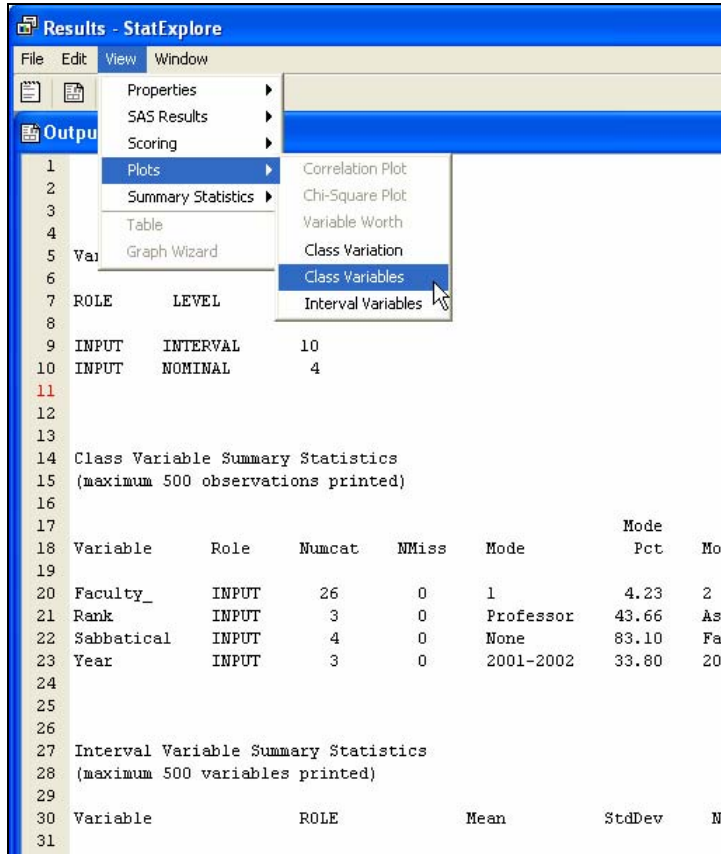 Results - StatExplore
File Edit View Window
Properties
SAS Results
Scoring
Plots
Summary Statistics
Table
Graph Wizard
Correlation Plot
Chi-Square Plot
Variable Worth
Class Variation
Class Variables
Interval Variables
Outpu
1
2
3
4
5 Va
6
7 ROLE LEVEL
8
9 INPUT INTERVAL 10
10 INPUT NOMINAL 4
11
12
13
14 Class Variable Summary Statistics
15 (maximum 500 observations printed)
16
17 Mode
18 Variable Role Numcat NMiss Mode Pct Mo
19
20 Faculty_ INPUT 26 0 1 4.23 2
21 Rank INPUT 3 0 Professor 43.66 As
22 Sabbatical INPUT 4 0 None 83.10 Fa
23 Year INPUT 3 0 2001-2002 33.80 20
24
25
26
27 Interval Variable Summary Statistics
28 (maximum 500 variables printed)
29
30 Variable ROLE Mean StdDev N
31